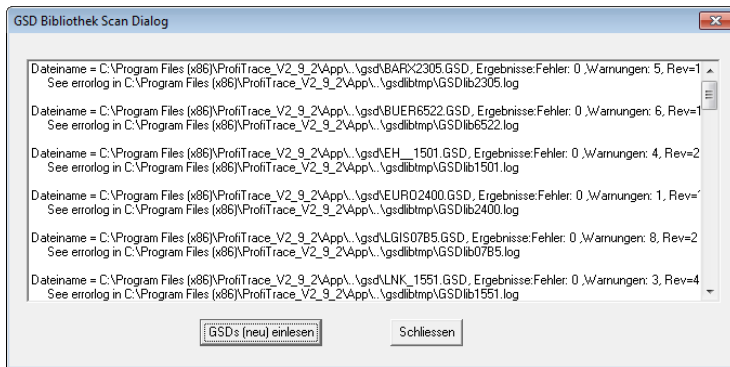 GSD Bibliothek Scan Dialog
Dateiname = C:\Program Files (x86)\ProfiTrace_V2_9_2\App\..\gsd\BARX2305.GSD, Ergebnisse:Fehler: 0 ,Warnungen: 5, Rev=1
See errorlog in C:\Program Files (x86)\ProfiTrace_V2_9_2\App\..\gsdlibtmp\GSDlib2305.log
Dateiname = C:\Program Files (x86)\ProfiTrace_V2_9_2\App\..\gsd\BUER6522.GSD, Ergebnisse:Fehler: 0 ,Warnungen: 6, Rev=1
See errorlog in C:\Program Files (x86)\ProfiTrace_V2_9_2\App\..\gsdlibtmp\GSDlib6522.log
Dateiname = C:\Program Files (x86)\ProfiTrace_V2_9_2\App\..\gsd\EH__1501.GSD, Ergebnisse:Fehler: 0 ,Warnungen: 4, Rev=2
See errorlog in C:\Program Files (x86)\ProfiTrace_V2_9_2\App\..\gsdlibtmp\GSDlib1501.log
Dateiname = C:\Program Files (x86)\ProfiTrace_V2_9_2\App\..\gsd\EURO2400.GSD, Ergebnisse:Fehler: 0 ,Warnungen: 1, Rev=
See errorlog in C:\Program Files (x86)\ProfiTrace_V2_9_2\App\..\gsdlibtmp\GSDlib2400.log
Dateiname = C:\Program Files (x86)\ProfiTrace_V2_9_2\App\..\gsd\LGIS07B5.GSD, Ergebnisse:Fehler: 0 ,Warnungen: 8, Rev=2
See errorlog in C:\Program Files (x86)\ProfiTrace_V2_9_2\App\..\gsdlibtmp\GSDlib07B5.log
Dateiname = C:\Program Files (x86)\ProfiTrace_V2_9_2\App\..\gsd\LNK_1551.GSD, Ergebnisse:Fehler: 0 ,Warnungen: 3, Rev=4
See errorlog in C:\Program Files (x86)\ProfiTrace_V2_9_2\App\..\gsdlibtmp\GSDlib1551.log
GSDs (neu) einlesen
Schliessen